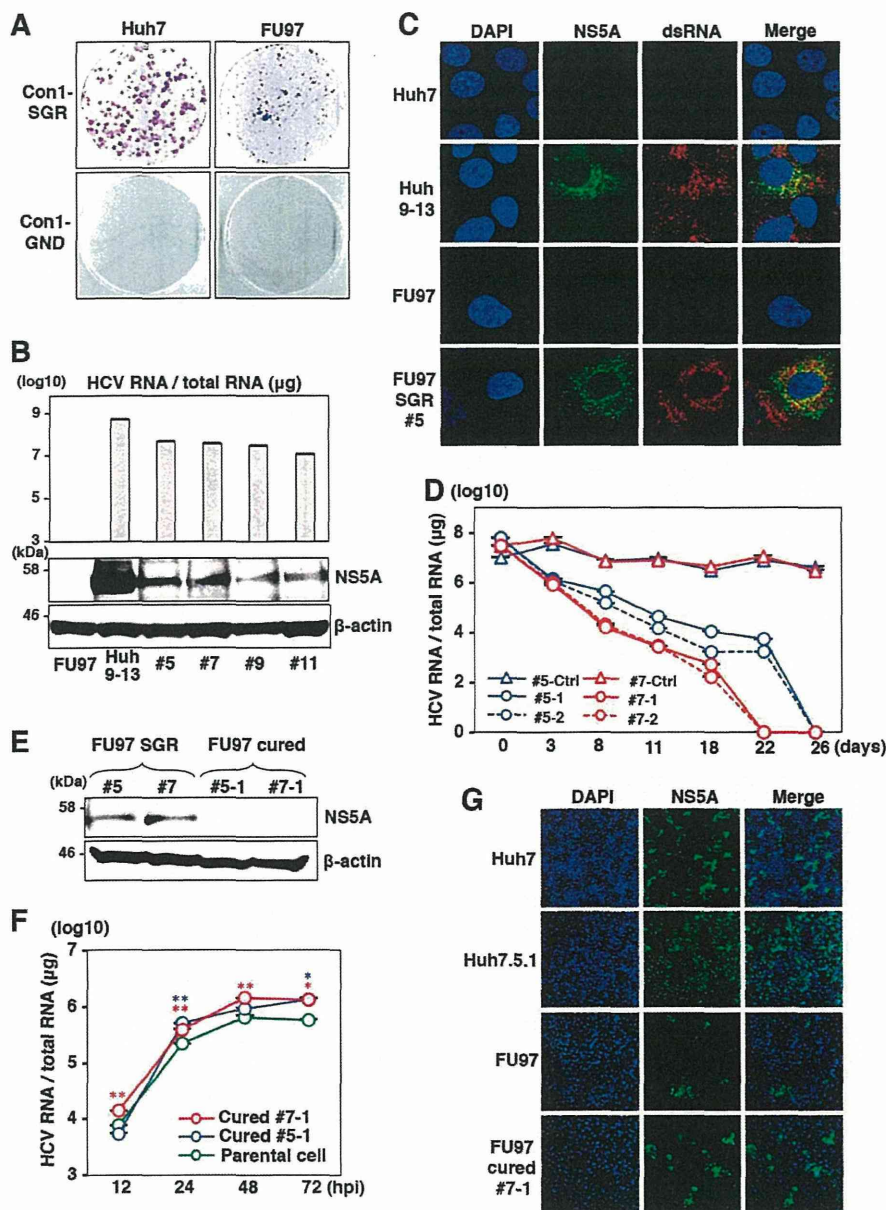 A
Huh7 FU97
Con1-
SGR
Con1-
GND
B
(log10) HCV RNA / total RNA (µg)
9
7
5
3
(kDa)
58
NS5A
46
β-actin
FU97 Huh
9-13 #5 #7 #9 #11
C
DAPI NS5A dsRNA Merge
Huh7
Huh
9-13
FU97
FU97
SGR
#5
D (log10)
HCV RNA / total RNA (µg)
8
6
4
2
0
#5-Ctrl #7-Ctrl
#5-1 #7-1
#5-2 #7-2
0 3 8 11 18 22 26 (days)
E
FU97 SGR FU97 cured
(kDa) #5 #7 #5-1 #7-1
58
NS5A
46
β-actin
F (log10)
HCV RNA / total RNA (µg)
7
6
5
4
3
**
**
**
**
*
*
Cured #7-1
Cured #5-1
Parental cell
12 24 48 72 (hpi)
G
DAPI NS5A Merge
Huh7
Huh7.5.1
FU97
FU97
cured
#7-1